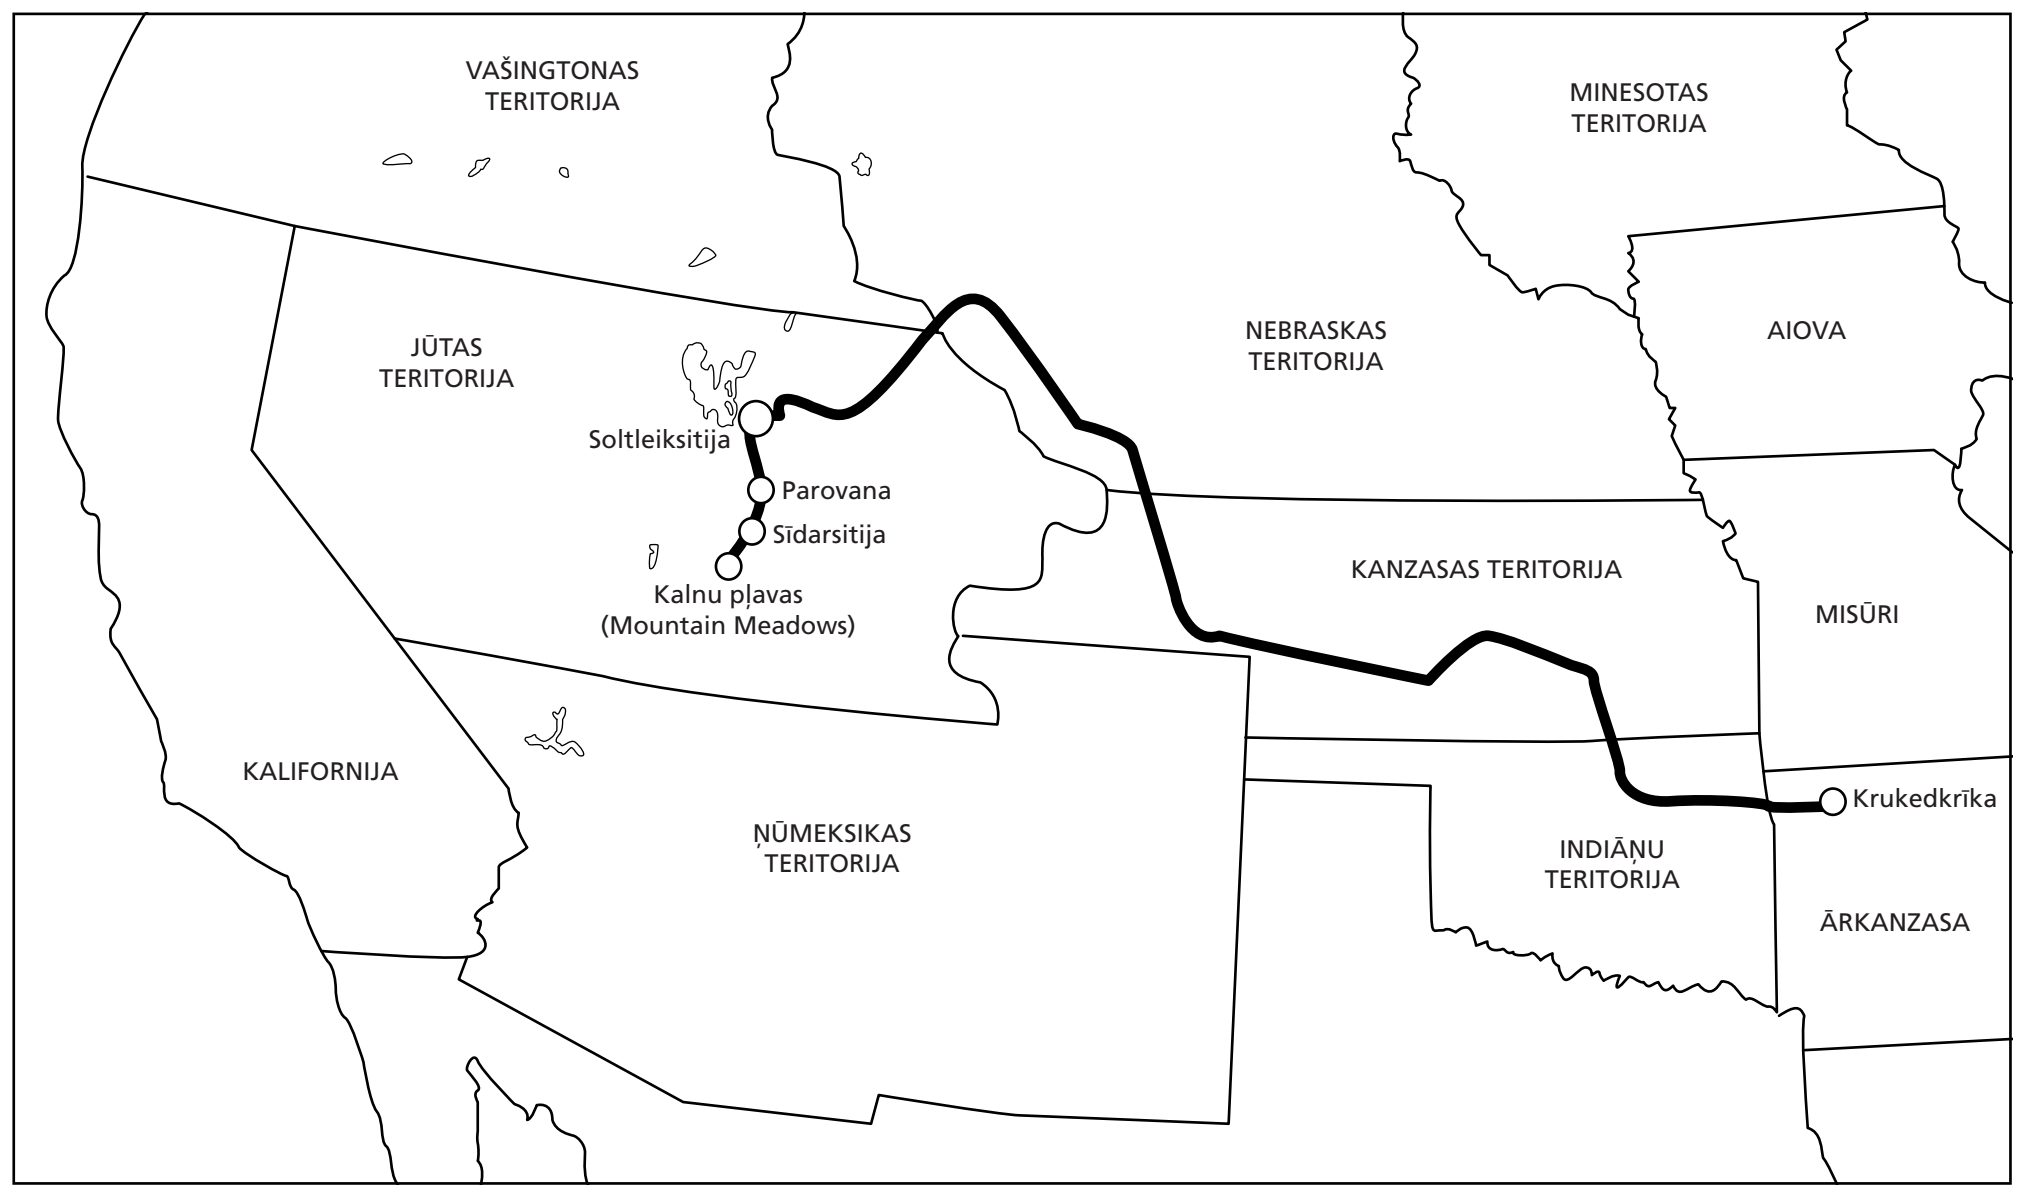 VAŠINGTONAS
TERITORIJA
MINESOTAS
TERITORIJA
JŪTAS
TERITORIJA
NEBRASKAS
TERITORIJA
AIOVA
Soltleiksitija
Parovana
Sīdarsitija
Kalnu pļavas
(Mountain Meadows)
KANZASAS TERITORIJA
MISŪRI
KALIFORNIJA
ŅŪMEKSIKAS
TERITORIJA
Krukedkrīka
INDIĀŅU
TERITORIJA
ĀRKANZASA